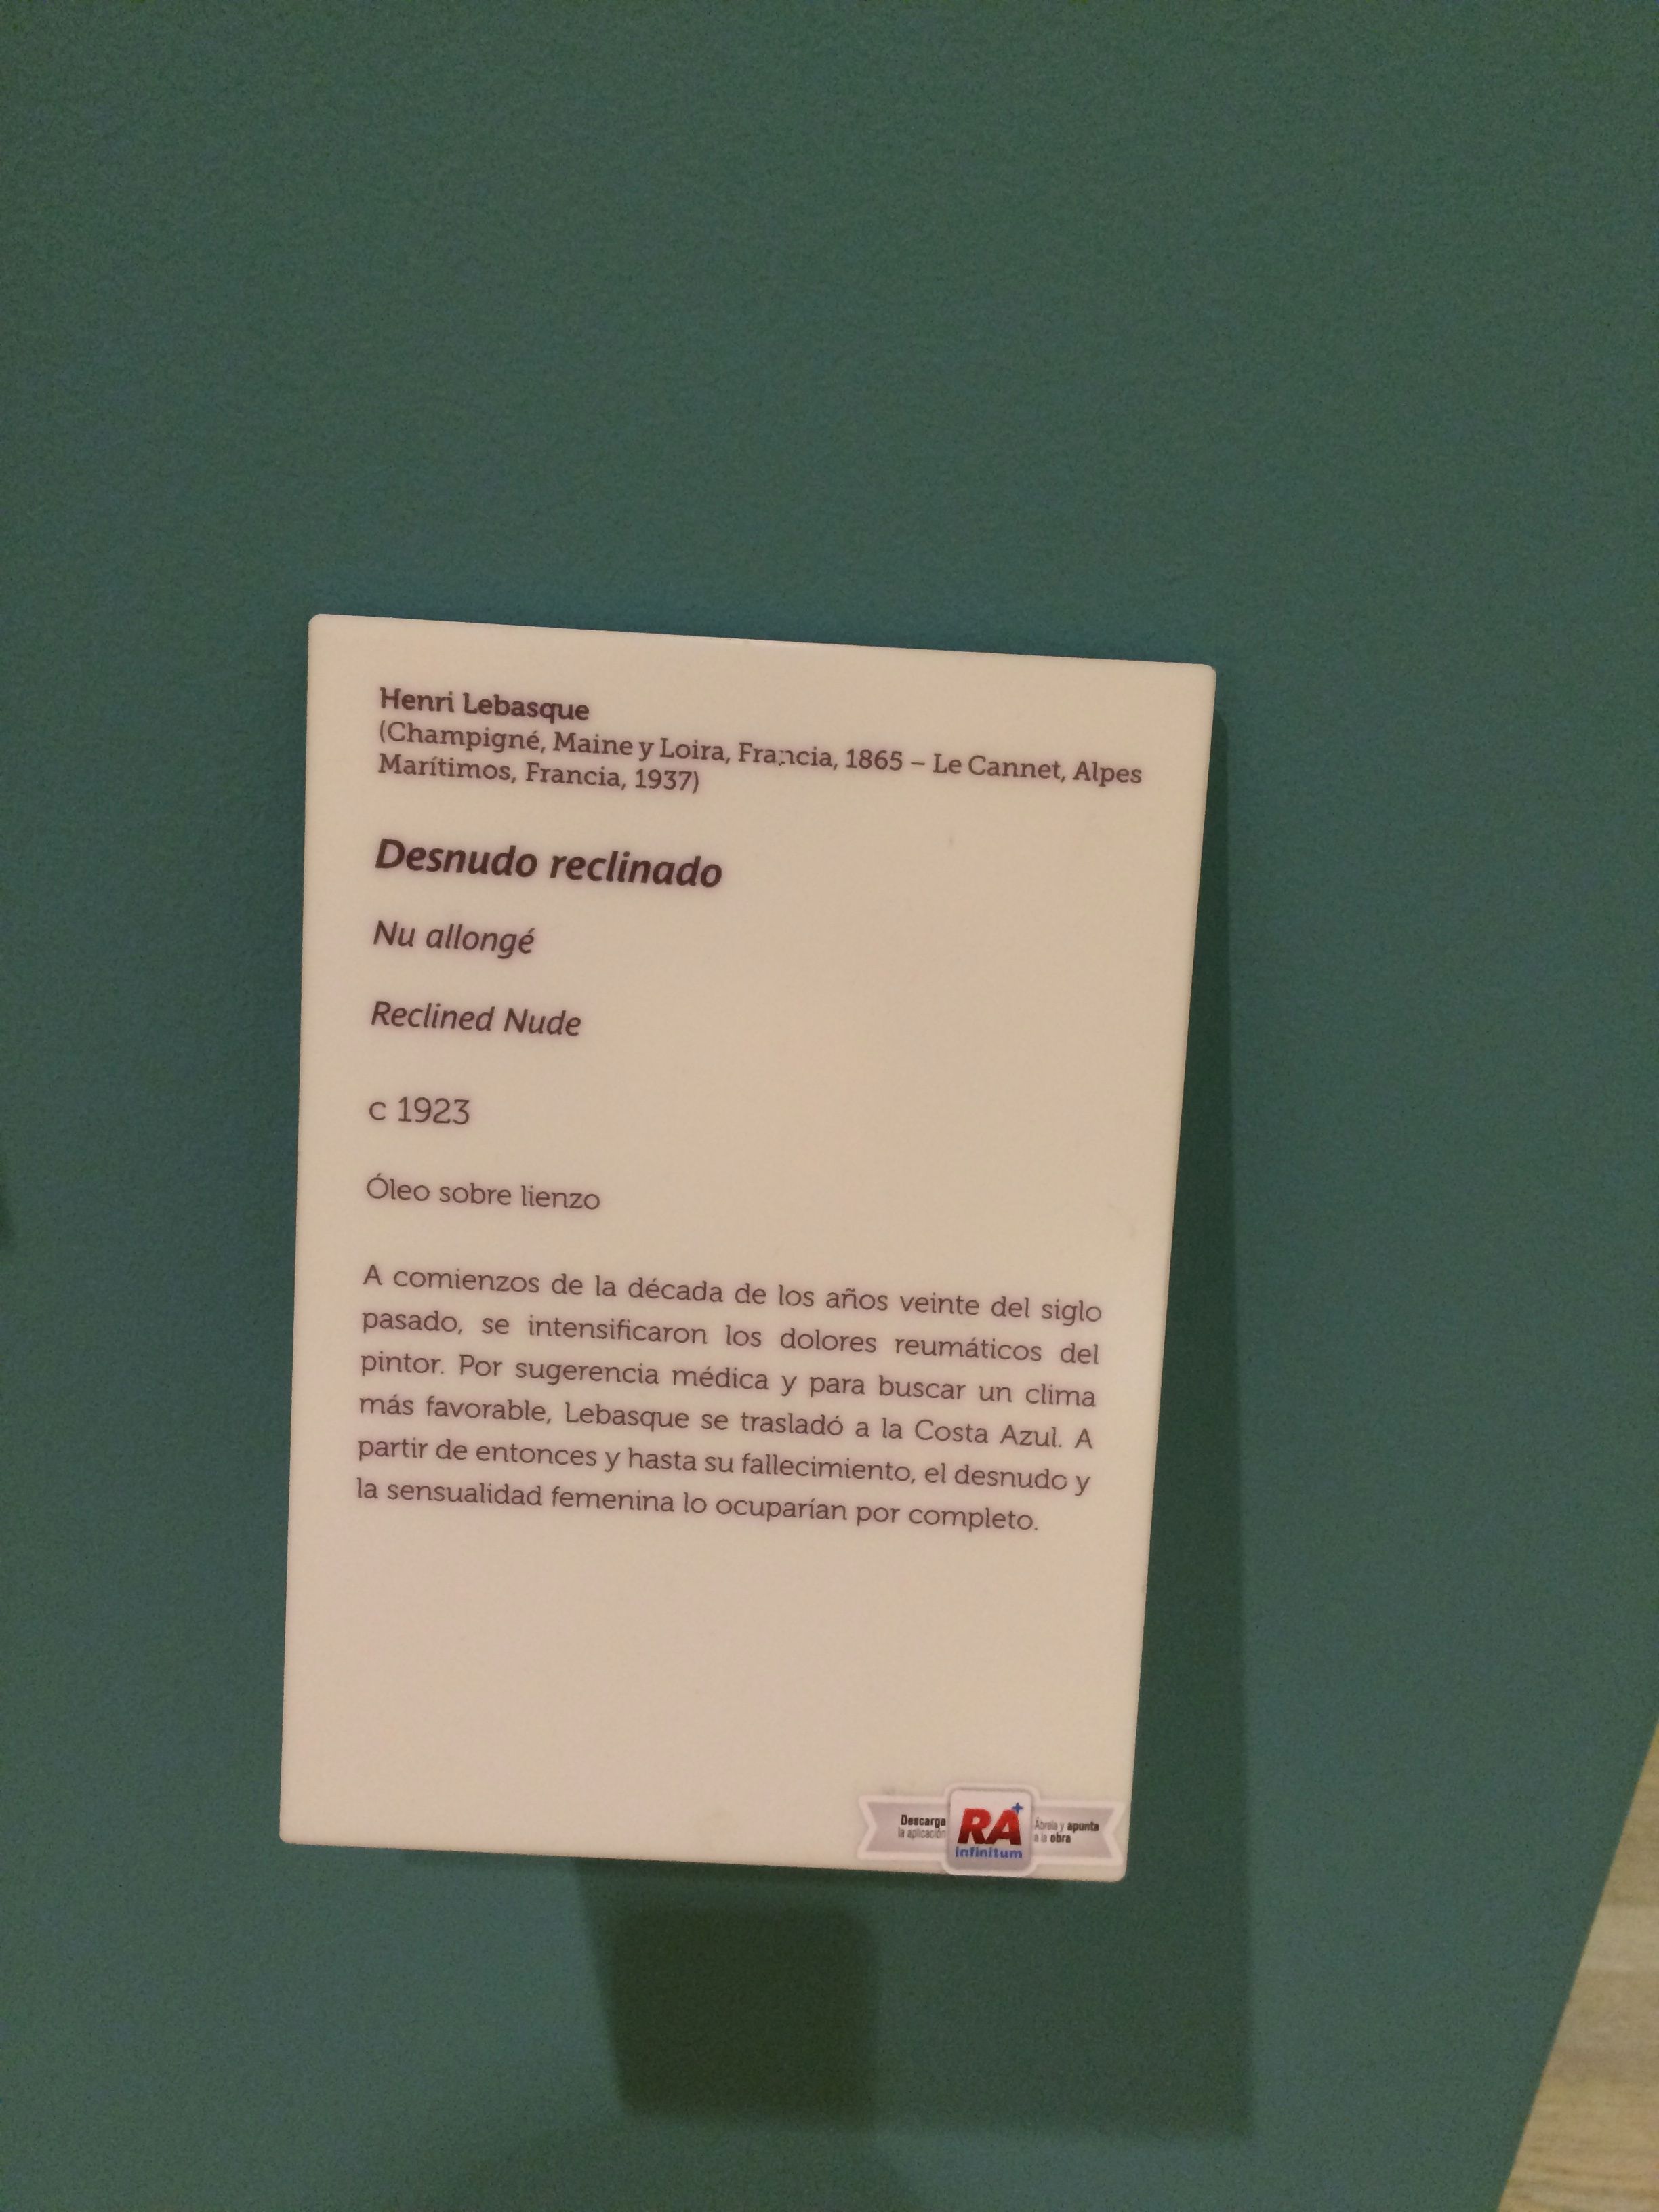 Henri Lebasque
(Champigné, Maine y Loira, Francia, 1865 – Le Cannet, Alpes
Marítimos, Francia, 1937)
Desnudo reclinado
Nu allongé
Reclined Nude
c 1923
Óleo sobre lienzo
A comienzos de la década de los años veinte del siglo
pasado, se intensificaron los dolores reumáticos del
pintor. Por sugerencia médica y para buscar un clima
más favorable, Lebasque se trasladó a la Costa Azul. A
partir de entonces y hasta su fallecimiento, el desnudo y
la sensualidad femenina lo ocuparían por completo.
Descarga
la aplicación
RA+
infinitum
Ábrela y apunta
a la obra